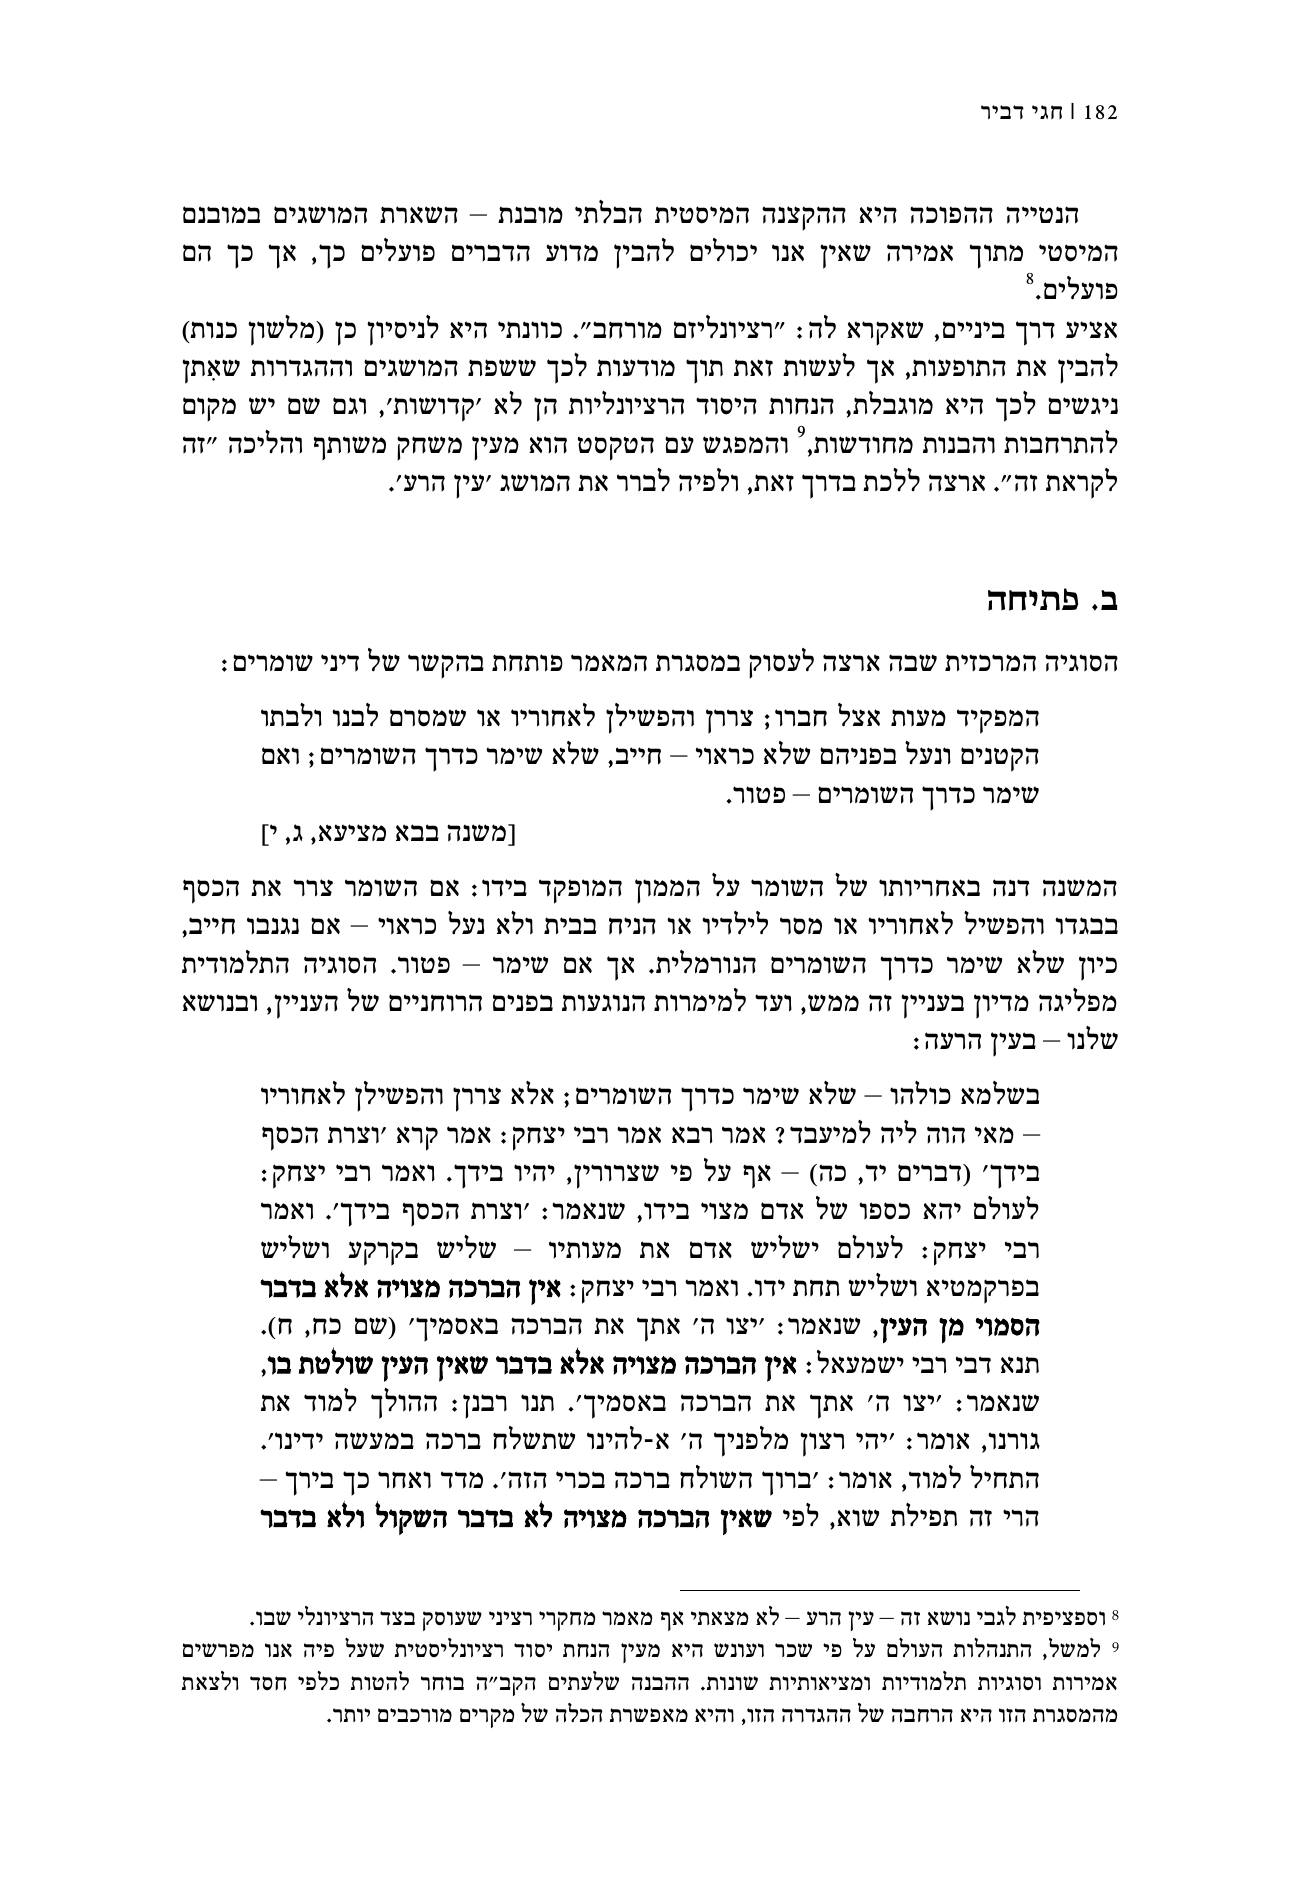 182 | חגי דביר
הנטייה ההפוכה היא ההקצנה המיסטית הבלתי מובנת – השארת המושגים במובנם
המיסטי מתוך אמירה שאין אנו יכולים להבין מדוע הדברים פועלים כך, אך כך הם
פועלים.8
אציע דרך ביניים, שאקרא לה: "רציונליזם מורחב". כוונתי היא לניסיון כן (מלשון כנות)
להבין את התופעות, אך לעשות זאת תוך מודעות לכך ששפת המושגים וההגדרות שאִתן
ניגשים לכך היא מוגבלת, הנחות היסוד הרציונליות הן לא 'קדושות', וגם שם יש מקום
להתרחבות והבנות מחודשות,9 והמפגש עם הטקסט הוא מעין משחק משותף והליכה "זה
לקראת זה". ארצה ללכת בדרך זאת, ולפיה לברר את המושג 'עין הרע'.
ב. פתיחה
הסוגיה המרכזית שבה ארצה לעסוק במסגרת המאמר פותחת בהקשר של דיני שומרים:
המפקיד מעות אצל חברו; צררן והפשילן לאחוריו או שמסרם לבנו ולבתו
הקטנים ונעל בפניהם שלא כראוי – חייב, שלא שימר כדרך השומרים; ואם
שימר כדרך השומרים – פטור.
[משנה בבא מציעא, ג, י]
המשנה דנה באחריותו של השומר על הממון המופקד בידו: אם השומר צרר את הכסף
בבגדו והפשיל לאחוריו או מסר לילדיו או הניח בבית ולא נעל כראוי – אם נגנבו חייב,
כיון שלא שימר כדרך השומרים הנורמלית. אך אם שימר – פטור. הסוגיה התלמודית
מפליגה מדיון בעניין זה ממש, ועד למימרות הנוגעות בפנים הרוחניים של העניין, ובנושא
שלנו – בעין הרעה:
בשלמא כולהו – שלא שימר כדרך השומרים; אלא צררן והפשילן לאחוריו
– מאי הוה ליה למיעבד? אמר רבא אמר רבי יצחק: אמר קרא 'וצרת הכסף
בידך' (דברים יד, כה) – אף על פי שצרורין, יהיו בידך. ואמר רבי יצחק:
לעולם יהא כספו של אדם מצוי בידו, שנאמר: 'וצרת הכסף בידך'. ואמר
רבי יצחק: לעולם ישליש אדם את מעותיו – שליש בקרקע ושליש
בפרקמטיא ושליש תחת ידו. ואמר רבי יצחק: אין הברכה מצויה אלא בדבר
הסמוי מן העין, שנאמר: 'יצו ה' אתך את הברכה באסמיך' (שם כח, ח).
תנא דבי רבי ישמעאל: אין הברכה מצויה אלא בדבר שאין העין שולטת בו,
שנאמר: 'יצו ה' אתך את הברכה באסמיך'. תנו רבנן: ההולך למוד את
גורנו, אומר: 'יהי רצון מלפניך ה' א-להינו שתשלח ברכה במעשה ידינו'.
התחיל למוד, אומר: 'ברוך השולח ברכה בכרי הזה'. מדד ואחר כך בירך –
הרי זה תפילת שוא, לפי שאין הברכה מצויה לא בדבר השקול ולא בדבר
8 וספציפית לגבי נושא זה – עין הרע – לא מצאתי אף מאמר מחקרי רציני שעוסק בצד הרציונלי שבו.
9 למשל, התנהלות העולם על פי שכר ועונש היא מעין הנחת יסוד רציונליסטית שעל פיה אנו מפרשים
אמירות וסוגיות תלמודיות ומציאותיות שונות. ההבנה שלעתים הקב"ה בוחר להטות כלפי חסד ולצאת
מהמסגרת הזו היא הרחבה של ההגדרה הזו, והיא מאפשרת הכלה של מקרים מורכבים יותר.